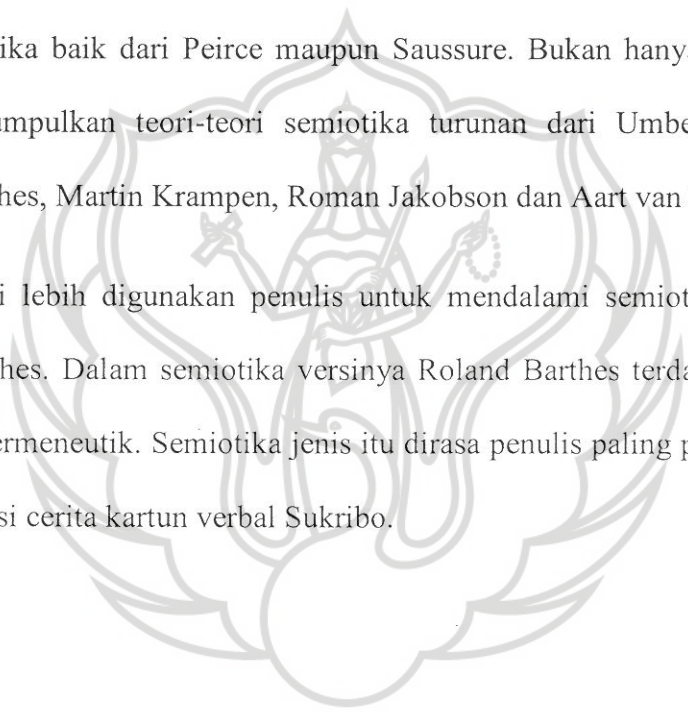 ika baik dari Peirce maupun Saussure. Bukan hany
umpulkan teori-teori semiotika turunan dari Umbe
hes, Martin Krampen, Roman Jakobson dan Aart van
i lebih digunakan penulis untuk mendalami semiot
hes. Dalam semiotika versinya Roland Barthes terda
ermeneutik. Semiotika jenis itu dirasa penulis paling p
si cerita kartun verbal Sukribo.